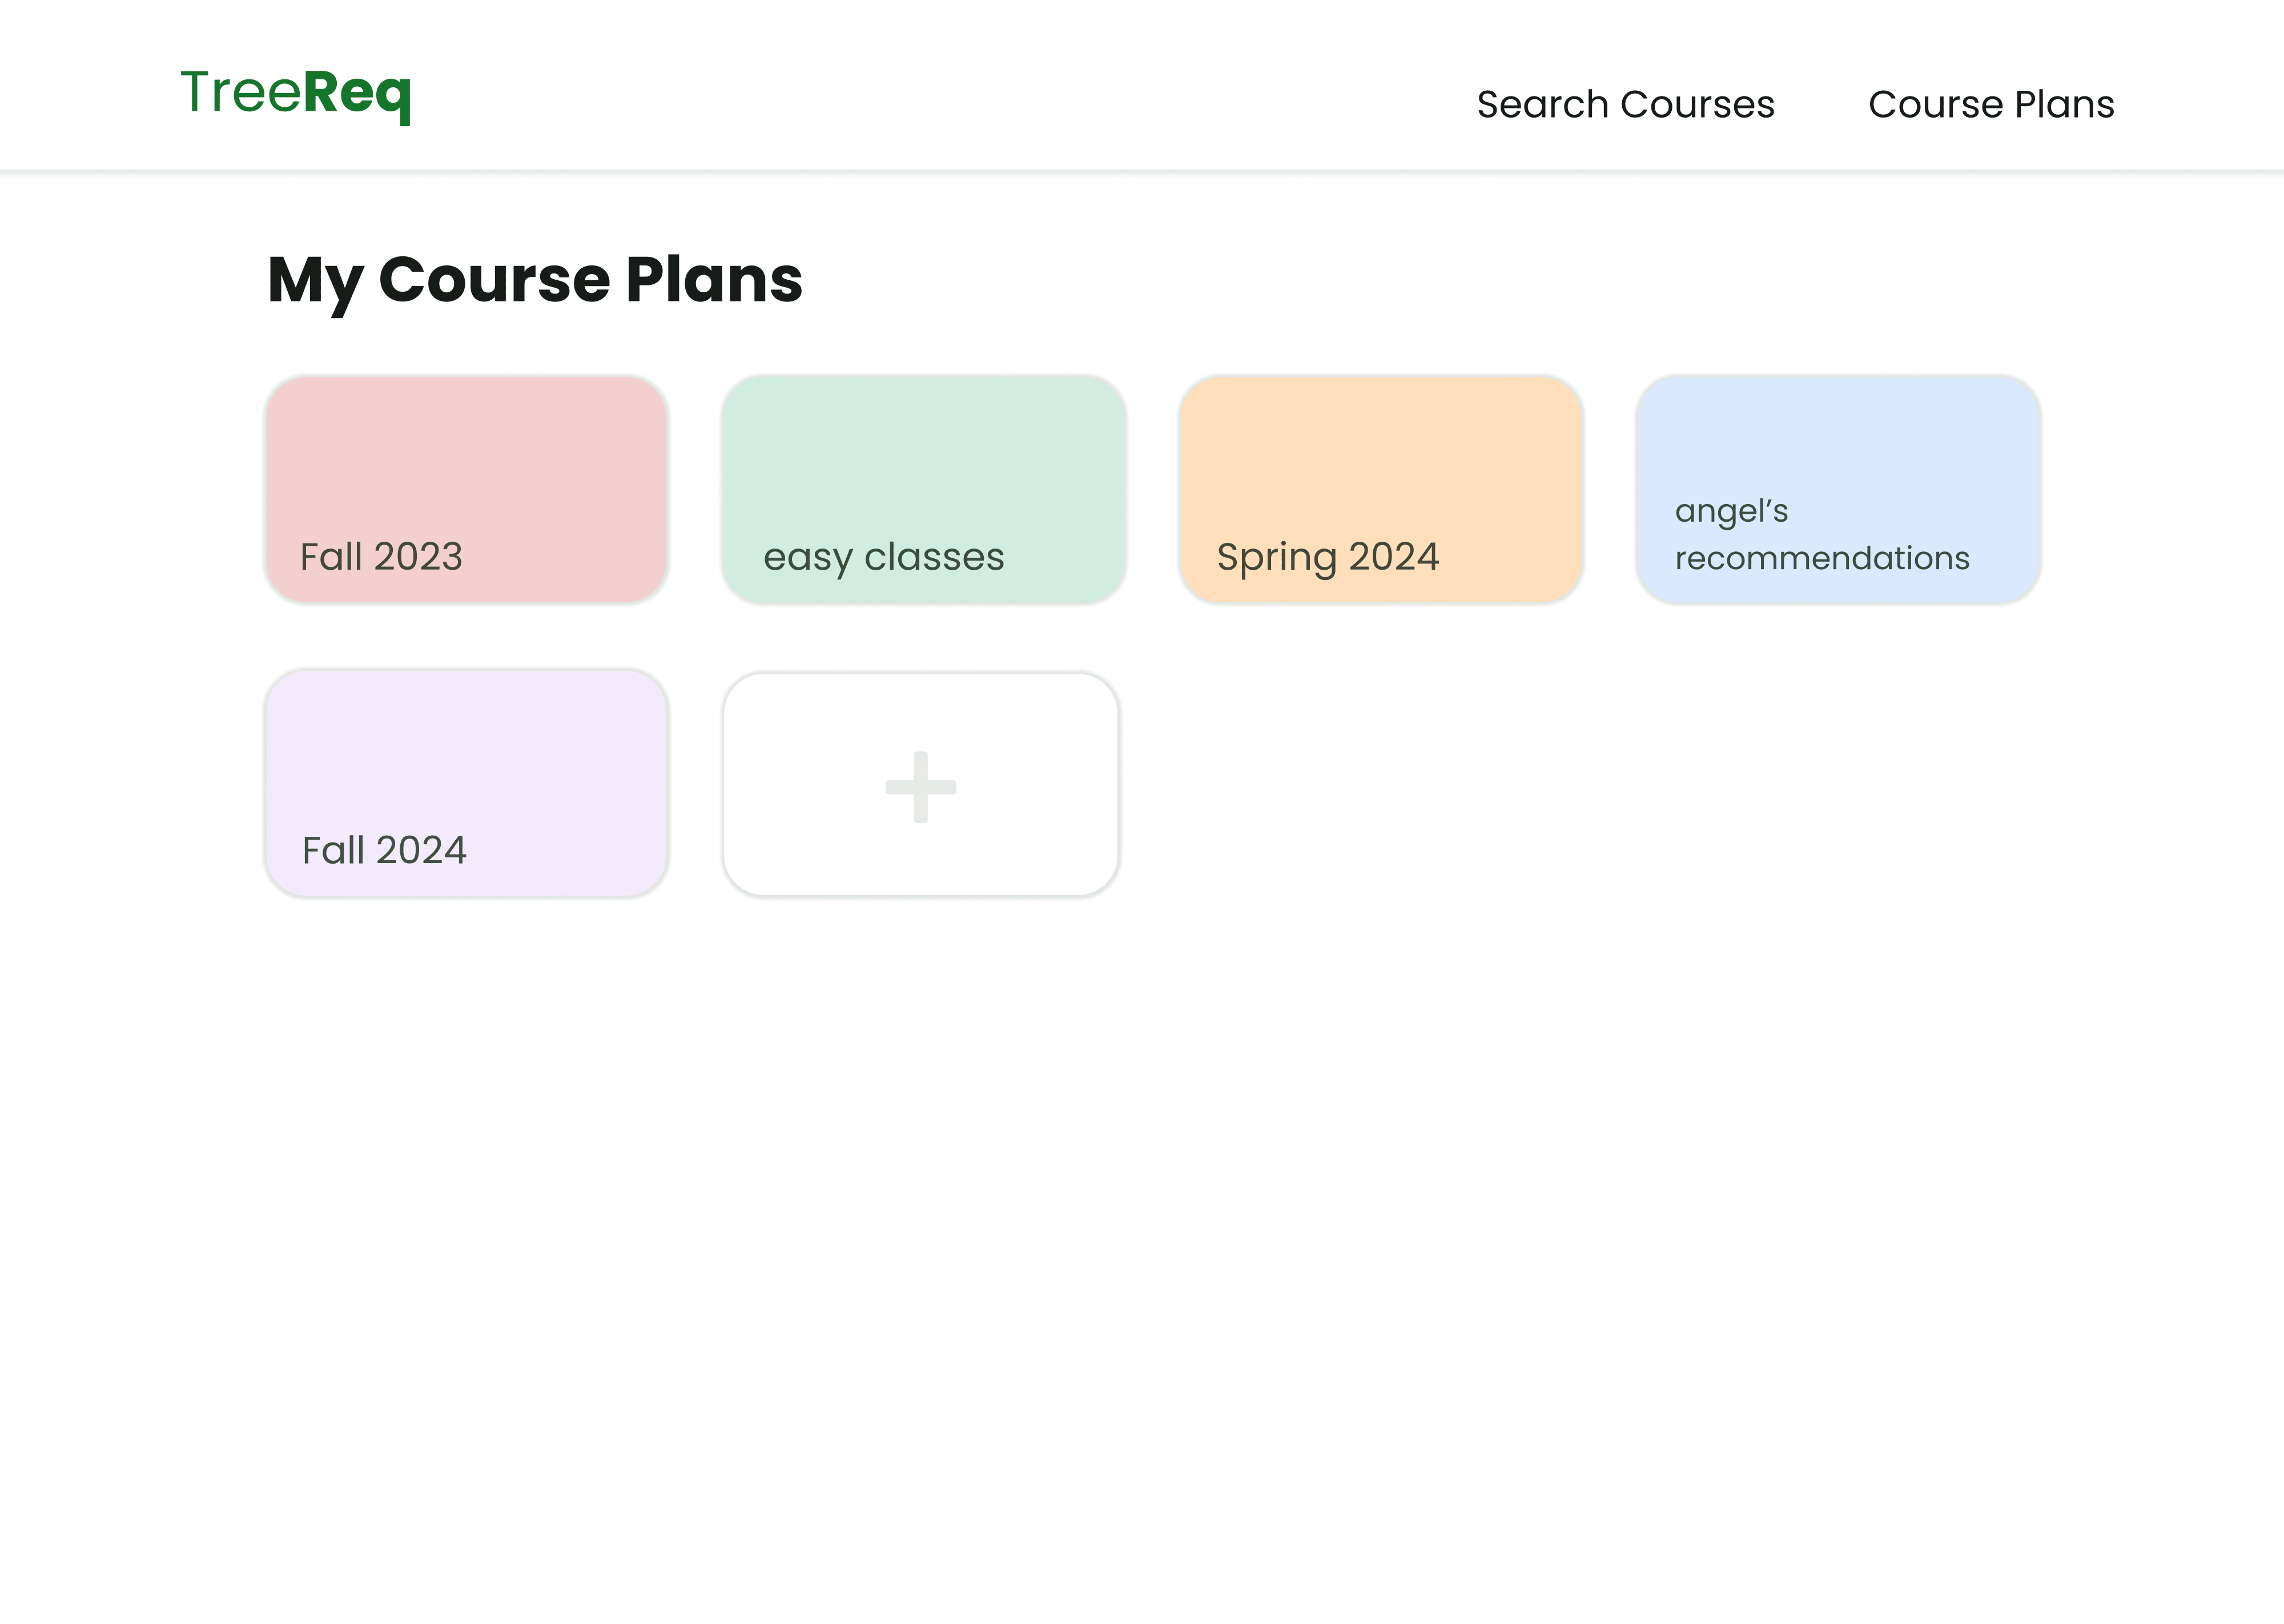 TreeReq
Search Courses
Course Plans
My Course Plans
Fall 2023
easy classes
Spring 2024
angel’s
recommendations
Fall 2024